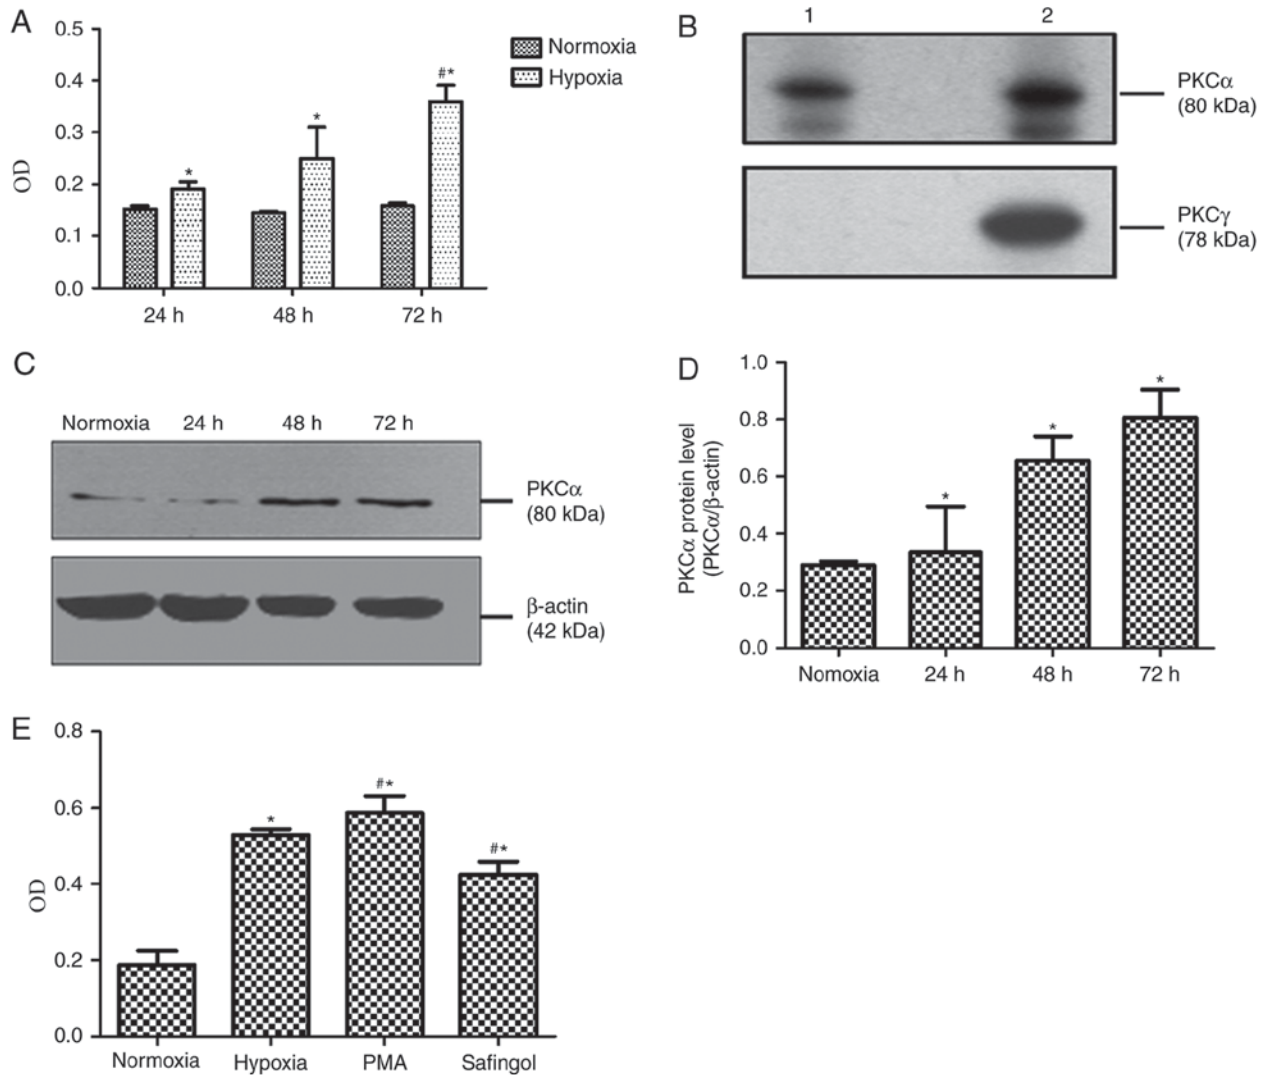 A
0.5
0.4
0.3
0.2
0.1
0.0
OD
*
*
#*
24 h 48 h 72 h
Normoxia
Hypoxia
B
1 2
PKCα
(80 kDa)
PKCγ
(78 kDa)
C
Normoxia 24 h 48 h 72 h
PKCα
(80 kDa)
β-actin
(42 kDa)
D
1.0
0.8
0.6
0.4
0.2
0.0
PKCα protein level
(PKCα/β-actin)
*
*
*
Nomoxia 24 h 48 h 72 h
E
0.8
0.6
0.4
0.2
0.0
OD
*
#*
#*
Normoxia Hypoxia PMA Safingol